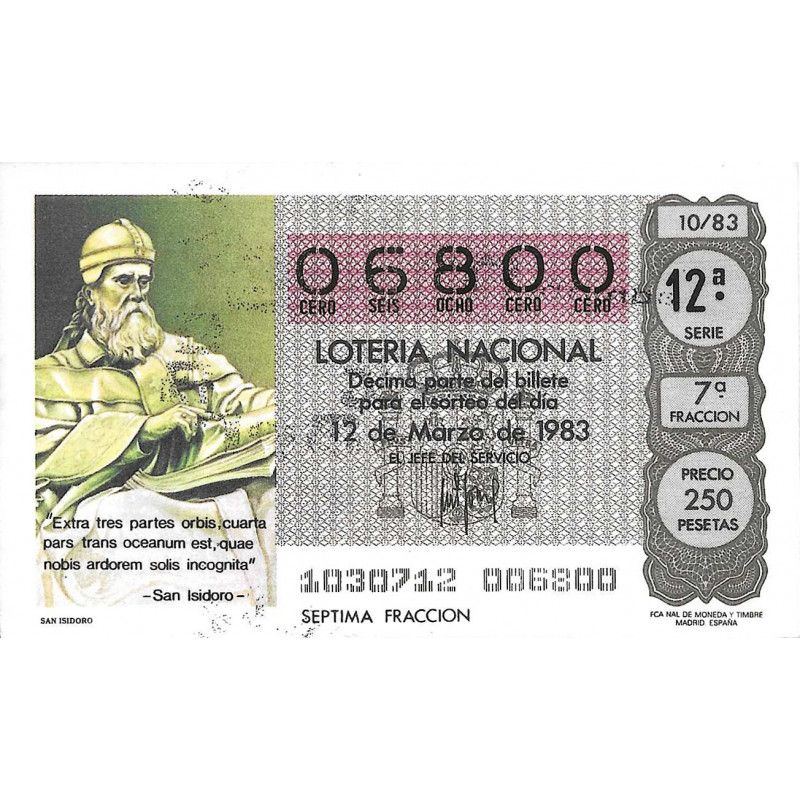 "Extra tres partes orbis,cuarta
pars trans oceanum est,quae
nobis ardorem solis incognita"
-San Isidoro-
SAN ISIDORO
06800
CERO SEIS OCHO CERO CERO
LOTERIA NACIONAL
Décima parte del billete
para el sorteo del día
12 de Marzo de 1983
EL JEFE DEL SERVICIO
1030712 006800
SEPTIMA FRACCION
10/83
12ª
SERIE
7ª
FRACCION
PRECIO
250
PESETAS
FCA NAL DE MONEDA Y TIMBRE
MADRID. ESPAÑA